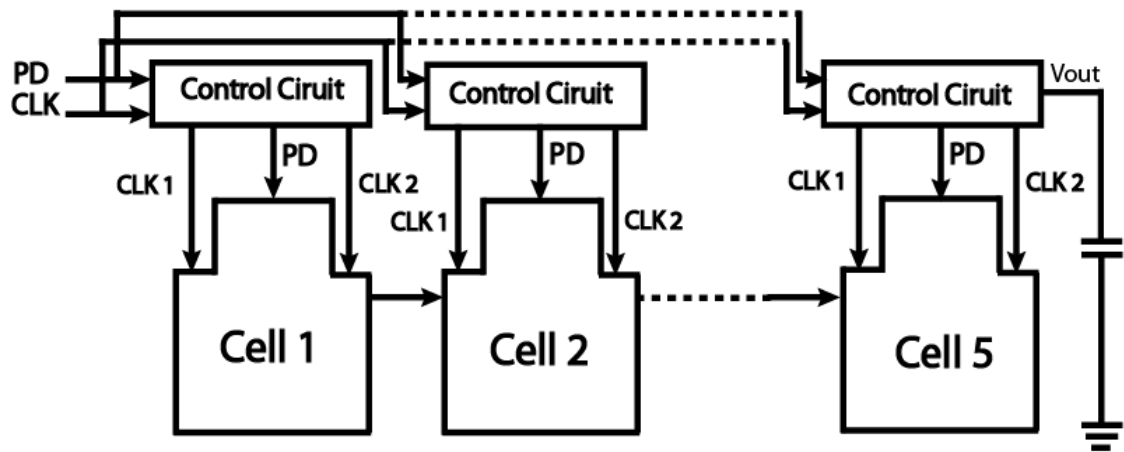 PD
CLK
Control Ciruit
Control Ciruit
Control Ciruit
Vout
CLK 1
PD
CLK 2
CLK 1
PD
CLK 2
CLK 1
PD
CLK 2
Cell 1
Cell 2
Cell 5